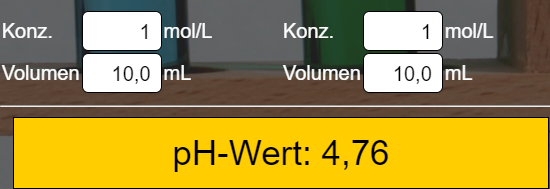 Konz. 1 mol/L Konz. 1 mol/L
Volumen 10,0 mL Volumen 10,0 mL
pH-Wert: 4,76